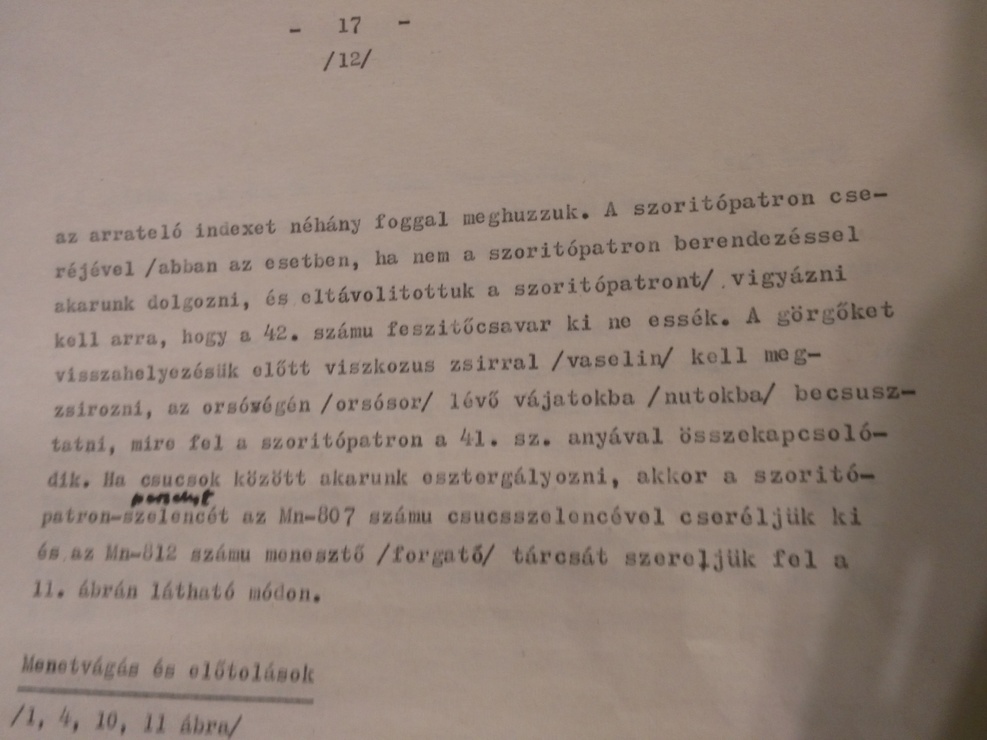 - 17 -
/12/
az arrateló indexet néhány foggal meghuzzuk. A szoritópatron cse-
réjével /abban az esetben, ha nem a szoritópatron berendezéssel
akarunk dolgozni, és eltávolitottuk a szoritópatront/ vigyázni
kell arra, hogy a 42. számu feszitőcsavar ki ne essék. A görgőket
visszahelyezésük előtt viszkozus zsirral /vaselin/ kell meg-
zsirozni, az orsóvégén /orsósor/ lévő vájatokba /nutokba/ becsusz-
tatni, mire fel a szoritópatron a 41. sz. anyával összekapcsoló-
dik. Ha csucsok között akarunk esztergályozni, akkor a szoritó-
perselyt
patron-szelencét az Mn-807 számu csucsszelencével cseréljük ki
és az Mn-812 számu menesztő /forgató/ tárcsát szereljük fel a
11. ábrán látható módon.
Menetvágás és előtolások
/1, 4, 10, 11 ábra/